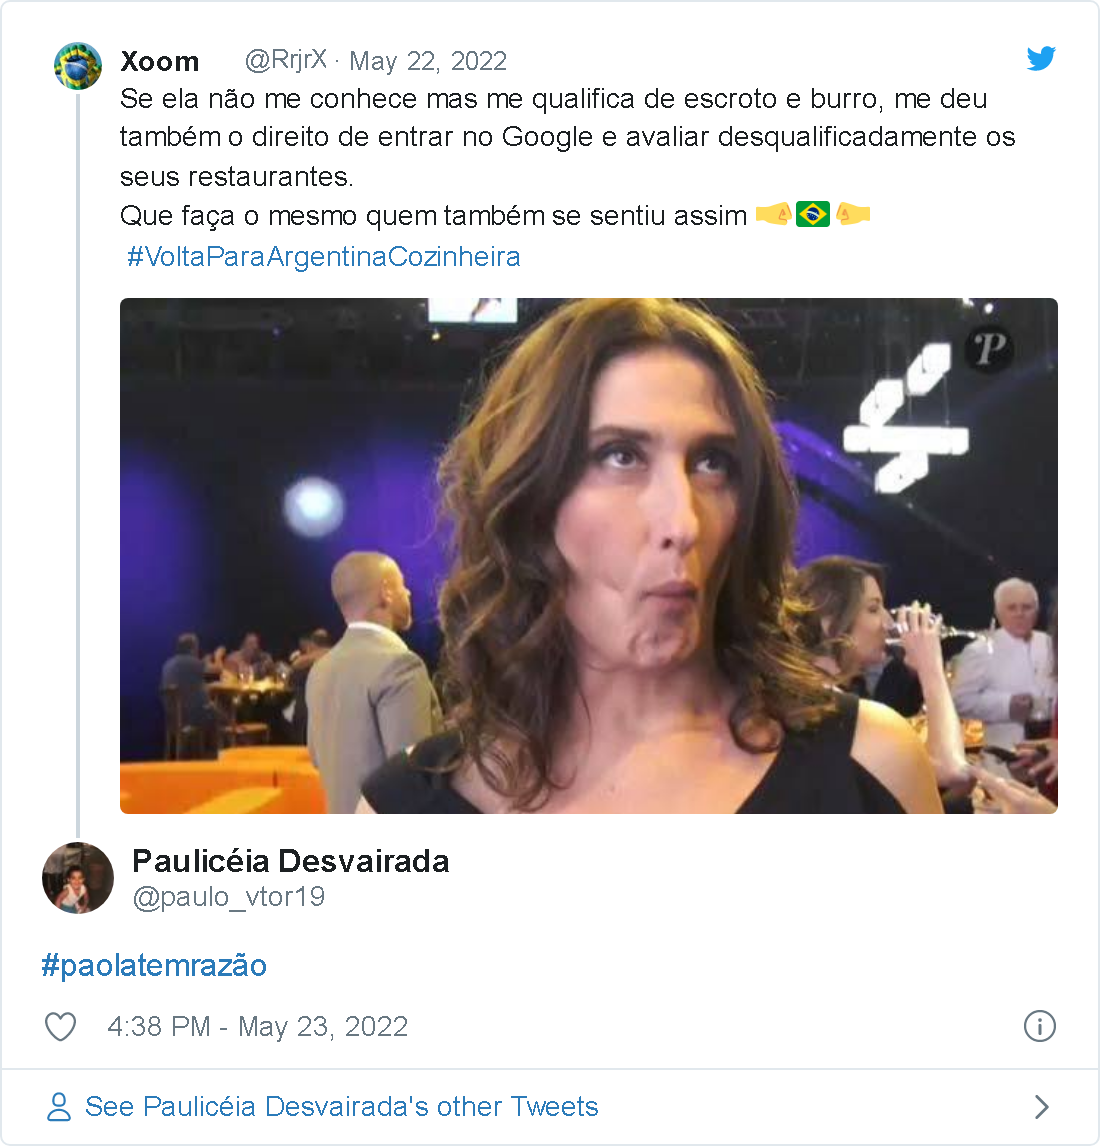 Xoom @RrjrX · May 22, 2022
Se ela não me conhece mas me qualifica de escroto e burro, me deu
também o direito de entrar no Google e avaliar desqualificadamente os
seus restaurantes.
Que faça o mesmo quem também se sentiu assim 🤜🇧🇷🤛
#VoltaParaArgentinaCozinheira
P
Paulicéia Desvairada
@paulo_vtor19
#paolatemrazão
4:38 PM - May 23, 2022
See Paulicéia Desvairada's other Tweets